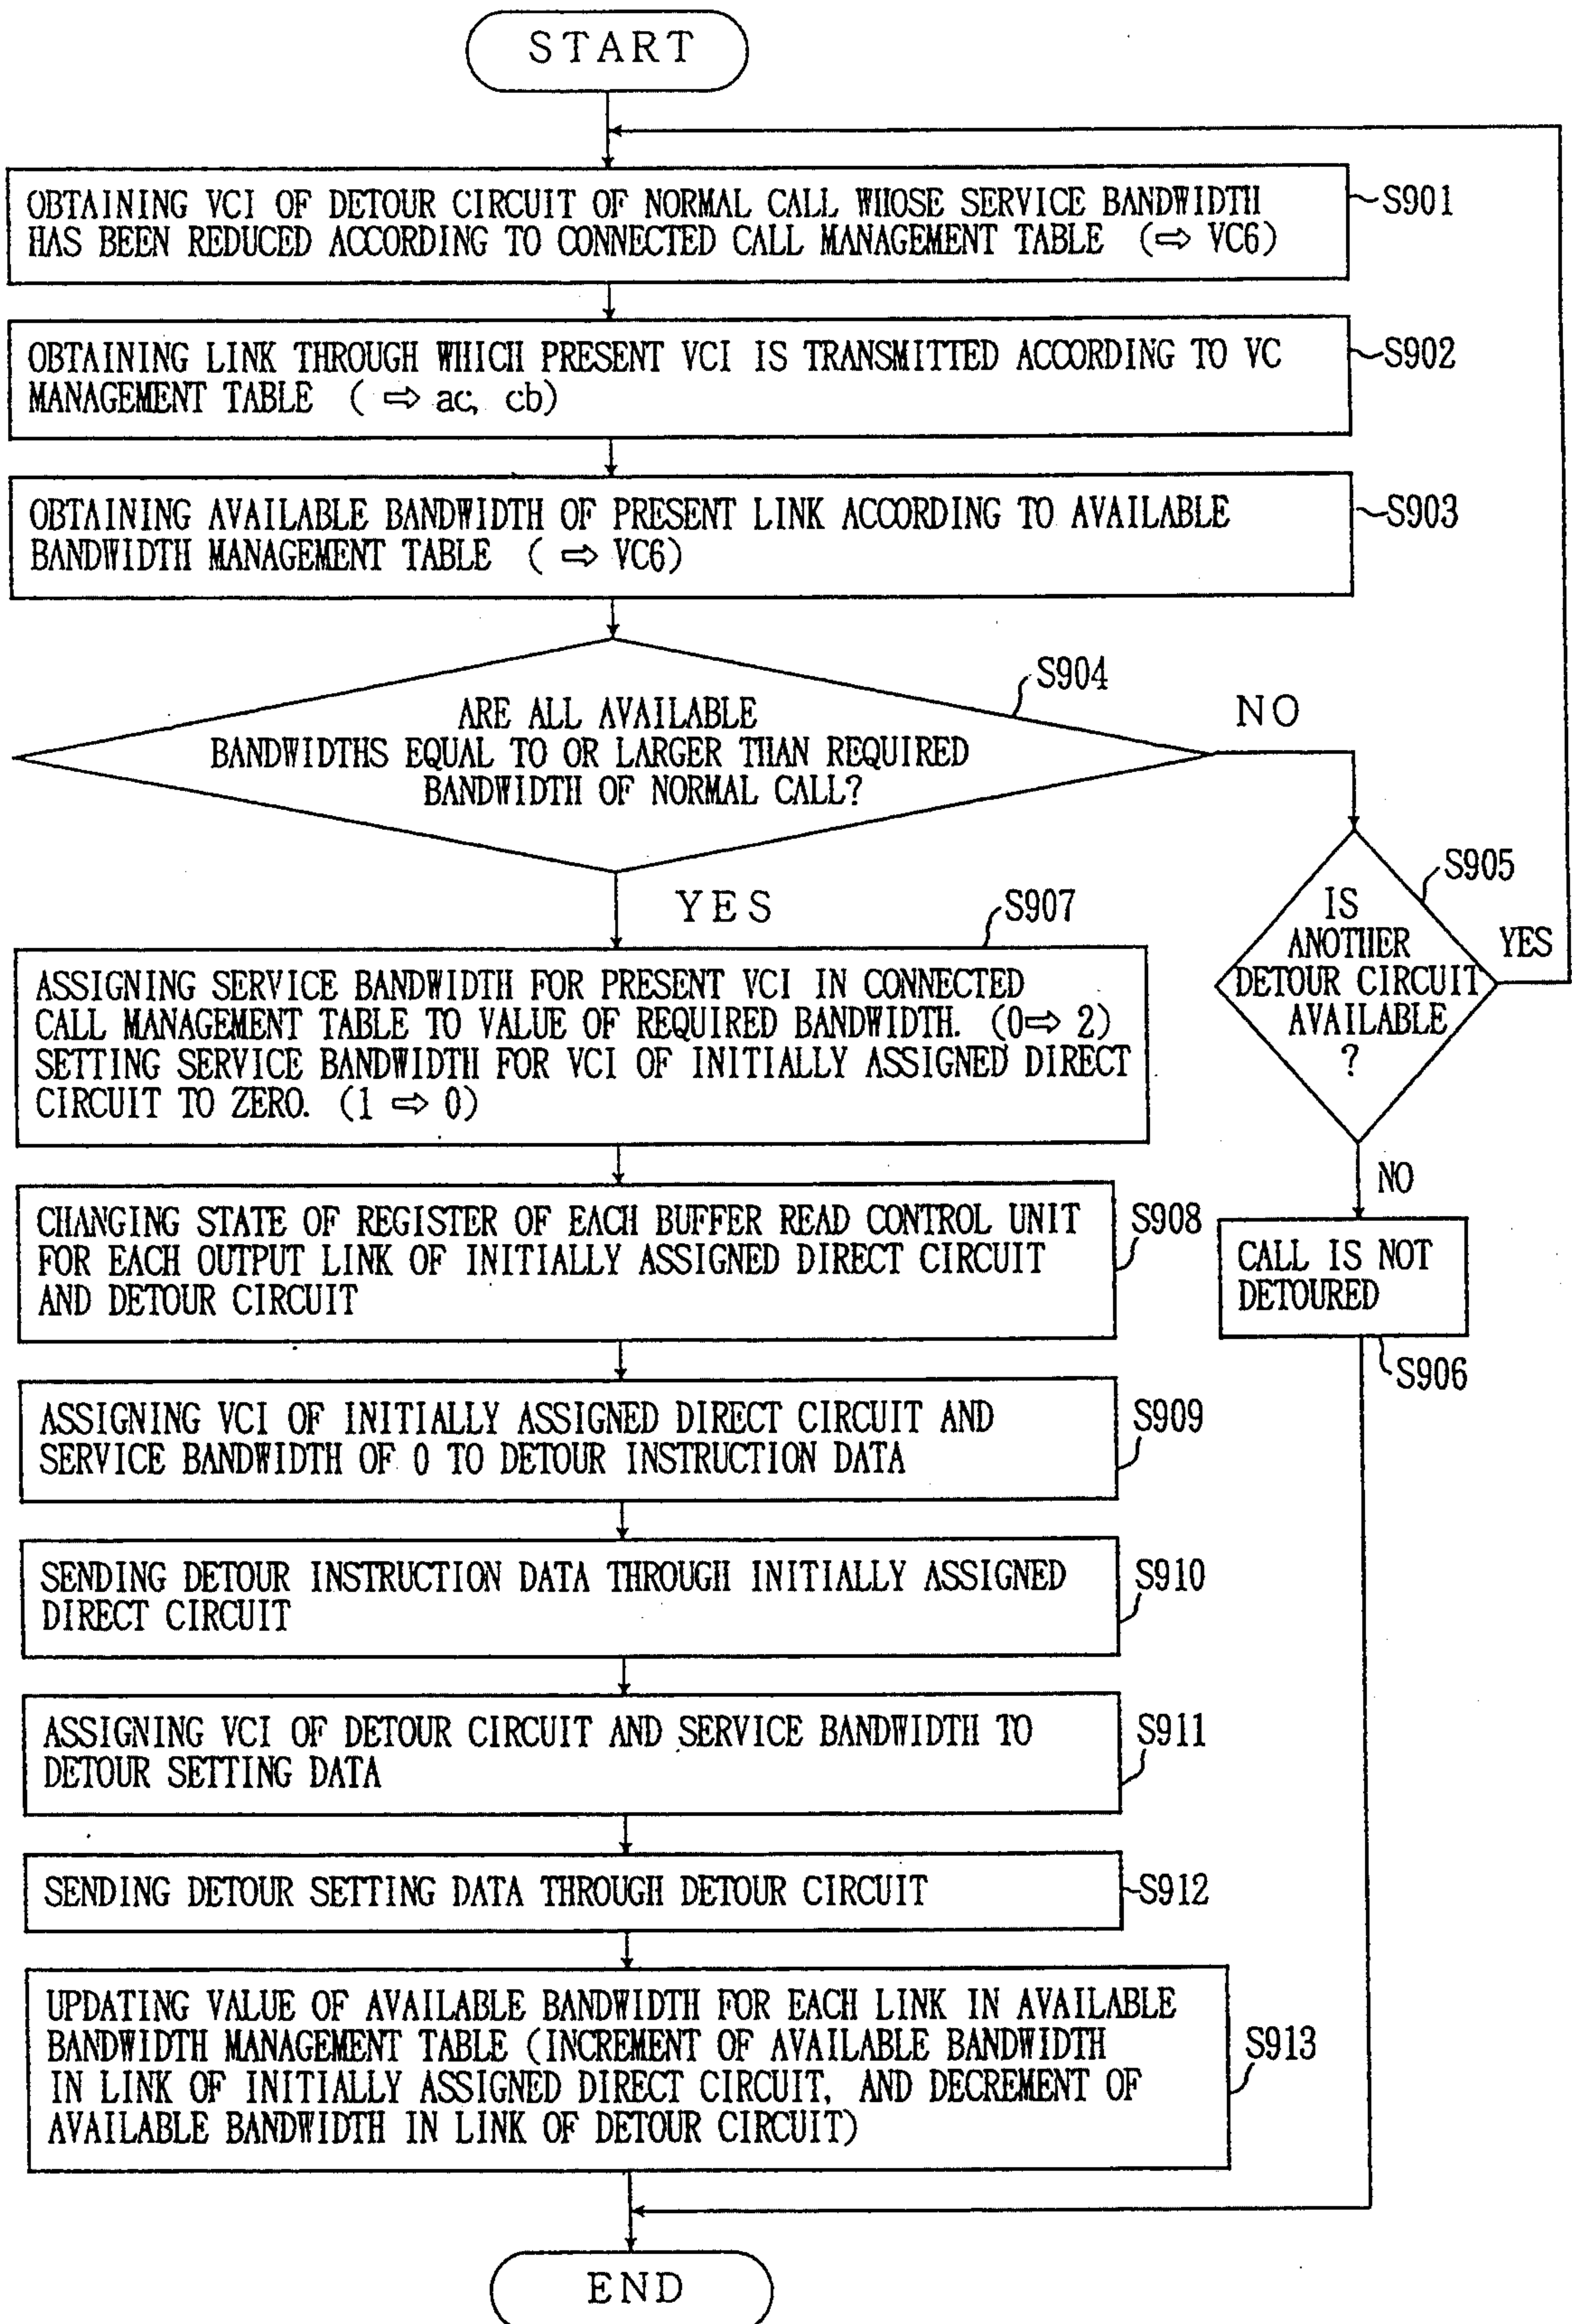 START
OBTAINING VCI OF DETOUR CIRCUIT OF NORMAL CALL WHOSE SERVICE BANDWIDTH
HAS BEEN REDUCED ACCORDING TO CONNECTED CALL MANAGEMENT TABLE (⇨ VC6)
S901
OBTAINING LINK THROUGH WHICH PRESENT VCI IS TRANSMITTED ACCORDING TO VC
MANAGEMENT TABLE ( ⇨ ac, cb)
S902
OBTAINING AVAILABLE BANDWIDTH OF PRESENT LINK ACCORDING TO AVAILABLE
BANDWIDTH MANAGEMENT TABLE ( ⇨ VC6)
S903
S904
ARE ALL AVAILABLE
BANDWIDTHS EQUAL TO OR LARGER THAN REQUIRED
BANDWIDTH OF NORMAL CALL?
NO
YES
S905
IS
ANOTHER
DETOUR CIRCUIT
AVAILABLE
?
YES
NO
CALL IS NOT
DETOURED
S906
S907
ASSIGNING SERVICE BANDWIDTH FOR PRESENT VCI IN CONNECTED
CALL MANAGEMENT TABLE TO VALUE OF REQUIRED BANDWIDTH. (0⇨ 2)
SETTING SERVICE BANDWIDTH FOR VCI OF INITIALLY ASSIGNED DIRECT
CIRCUIT TO ZERO. (1 ⇨ 0)
CHANGING STATE OF REGISTER OF EACH BUFFER READ CONTROL UNIT
FOR EACH OUTPUT LINK OF INITIALLY ASSIGNED DIRECT CIRCUIT
AND DETOUR CIRCUIT
S908
ASSIGNING VCI OF INITIALLY ASSIGNED DIRECT CIRCUIT AND
SERVICE BANDWIDTH OF 0 TO DETOUR INSTRUCTION DATA
S909
SENDING DETOUR INSTRUCTION DATA THROUGH INITIALLY ASSIGNED
DIRECT CIRCUIT
S910
ASSIGNING VCI OF DETOUR CIRCUIT AND SERVICE BANDWIDTH TO
DETOUR SETTING DATA
S911
SENDING DETOUR SETTING DATA THROUGH DETOUR CIRCUIT
S912
UPDATING VALUE OF AVAILABLE BANDWIDTH FOR EACH LINK IN AVAILABLE
BANDWIDTH MANAGEMENT TABLE (INCREMENT OF AVAILABLE BANDWIDTH
IN LINK OF INITIALLY ASSIGNED DIRECT CIRCUIT, AND DECREMENT OF
AVAILABLE BANDWIDTH IN LINK OF DETOUR CIRCUIT)
S913
END